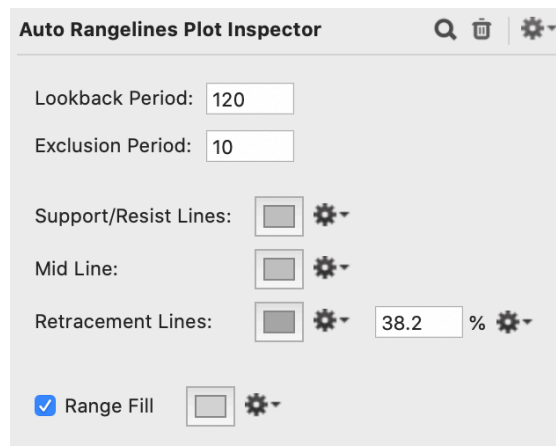 Auto Rangelines Plot Inspector
Lookback Period: 120
Exclusion Period: 10
Support/Resist Lines:
Mid Line:
Retracement Lines: 38.2 %
Range Fill